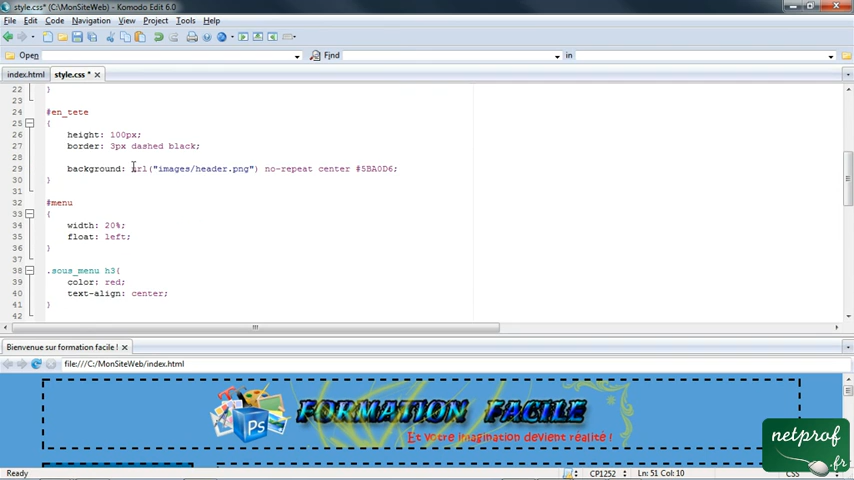 style.css* (C:\MonSiteWeb) - Komodo Edit 6.0
File Edit Code Navigation View Project Tools Help
Open Find in
index.html style.css *
22 }
23
24 #en_tete
25 {
26 height: 100px;
27 border: 3px dashed black;
28
29 background: url("images/header.png") no-repeat center #5BA0D6;
30 }
31
32 #menu
33 {
34 width: 20%;
35 float: left;
36 }
37
38 .sous_menu h3{
39 color: red;
40 text-align: center;
41 }
42
Bienvenue sur formation facile !
file:///C:/MonSiteWeb/index.html
Ps FORMATION FACILE
Et votre imagination devient réalité !
netprof
.fr
Ready CP1252 Ln: 51 Col: 10 CSS